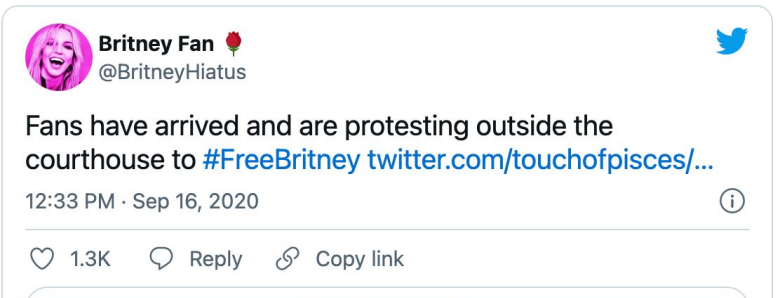 Britney Fan 🌹
@BritneyHiatus
Fans have arrived and are protesting outside the
courthouse to #FreeBritney twitter.com/touchofpisces/...
12:33 PM · Sep 16, 2020
1.3K Reply Copy link